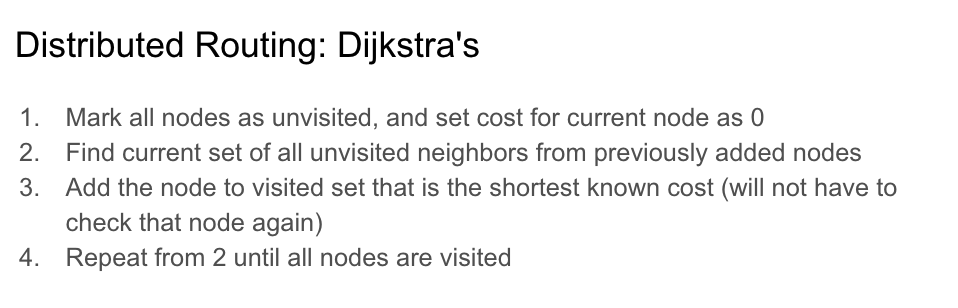 Distributed Routing: Dijkstra's
1. Mark all nodes as unvisited, and set cost for current node as 0
2. Find current set of all unvisited neighbors from previously added nodes
3. Add the node to visited set that is the shortest known cost (will not have to
check that node again)
4. Repeat from 2 until all nodes are visited